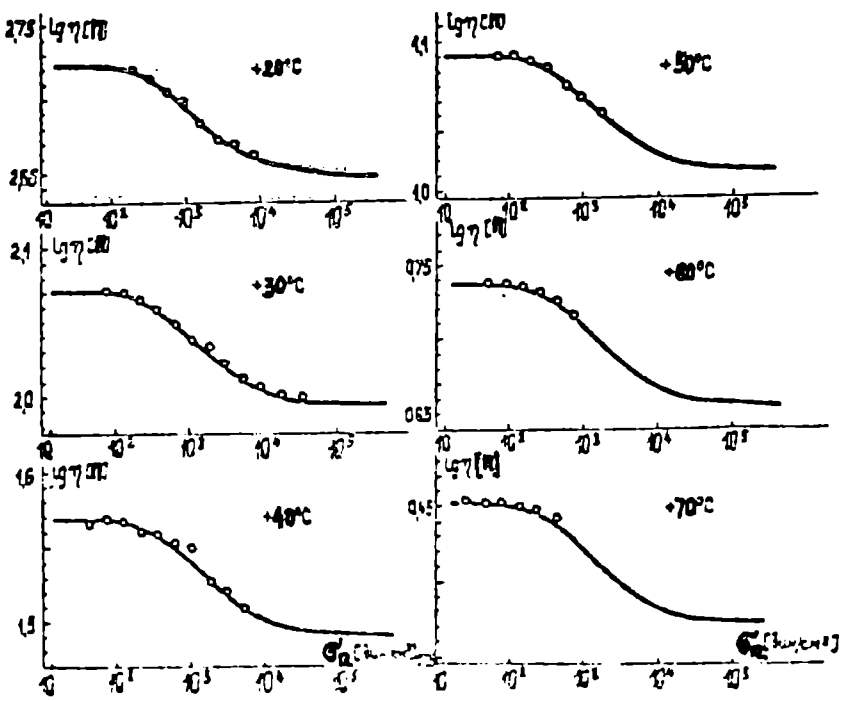 2,75 lg η [П]
+20°C
2,65
10 10² 10³ 10⁴ 10⁵
lg η [П]
1,1
+50°C
1,0
10 10² 10³ 10⁴ 10⁵
2,1 lg η [П]
+30°C
2,0
10 10² 10³ 10⁴ 10⁵
lg η [П]
0,75
+60°C
0,65
10 10² 10³ 10⁴ 10⁵
1,6 lg η [П]
+40°C
1,5
10 10² 10³ 10⁴ 10⁵
lg η [П]
0,45
+70°C
10 10² 10³ 10⁴ 10⁵